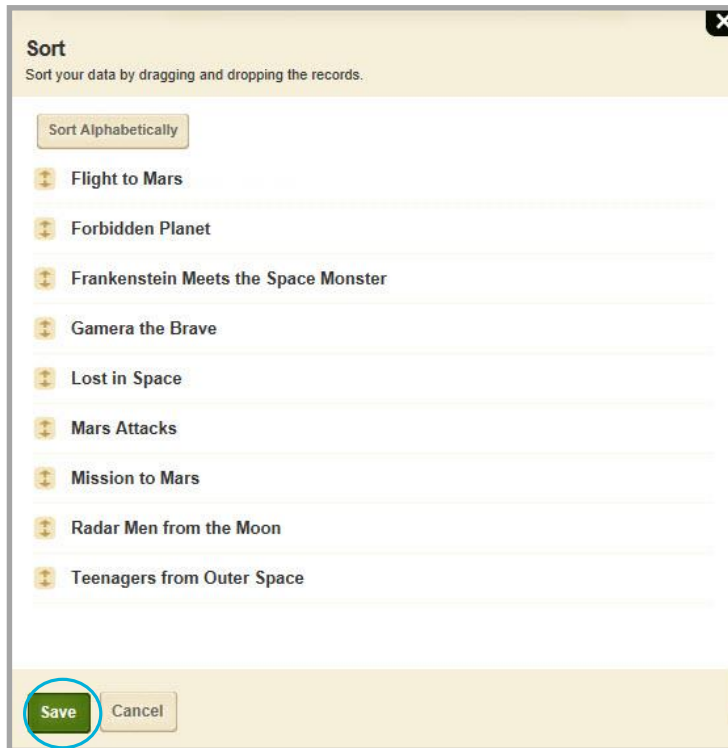 Sort
Sort your data by dragging and dropping the records.
Sort Alphabetically
Flight to Mars
Forbidden Planet
Frankenstein Meets the Space Monster
Gamera the Brave
Lost in Space
Mars Attacks
Mission to Mars
Radar Men from the Moon
Teenagers from Outer Space
Save Cancel